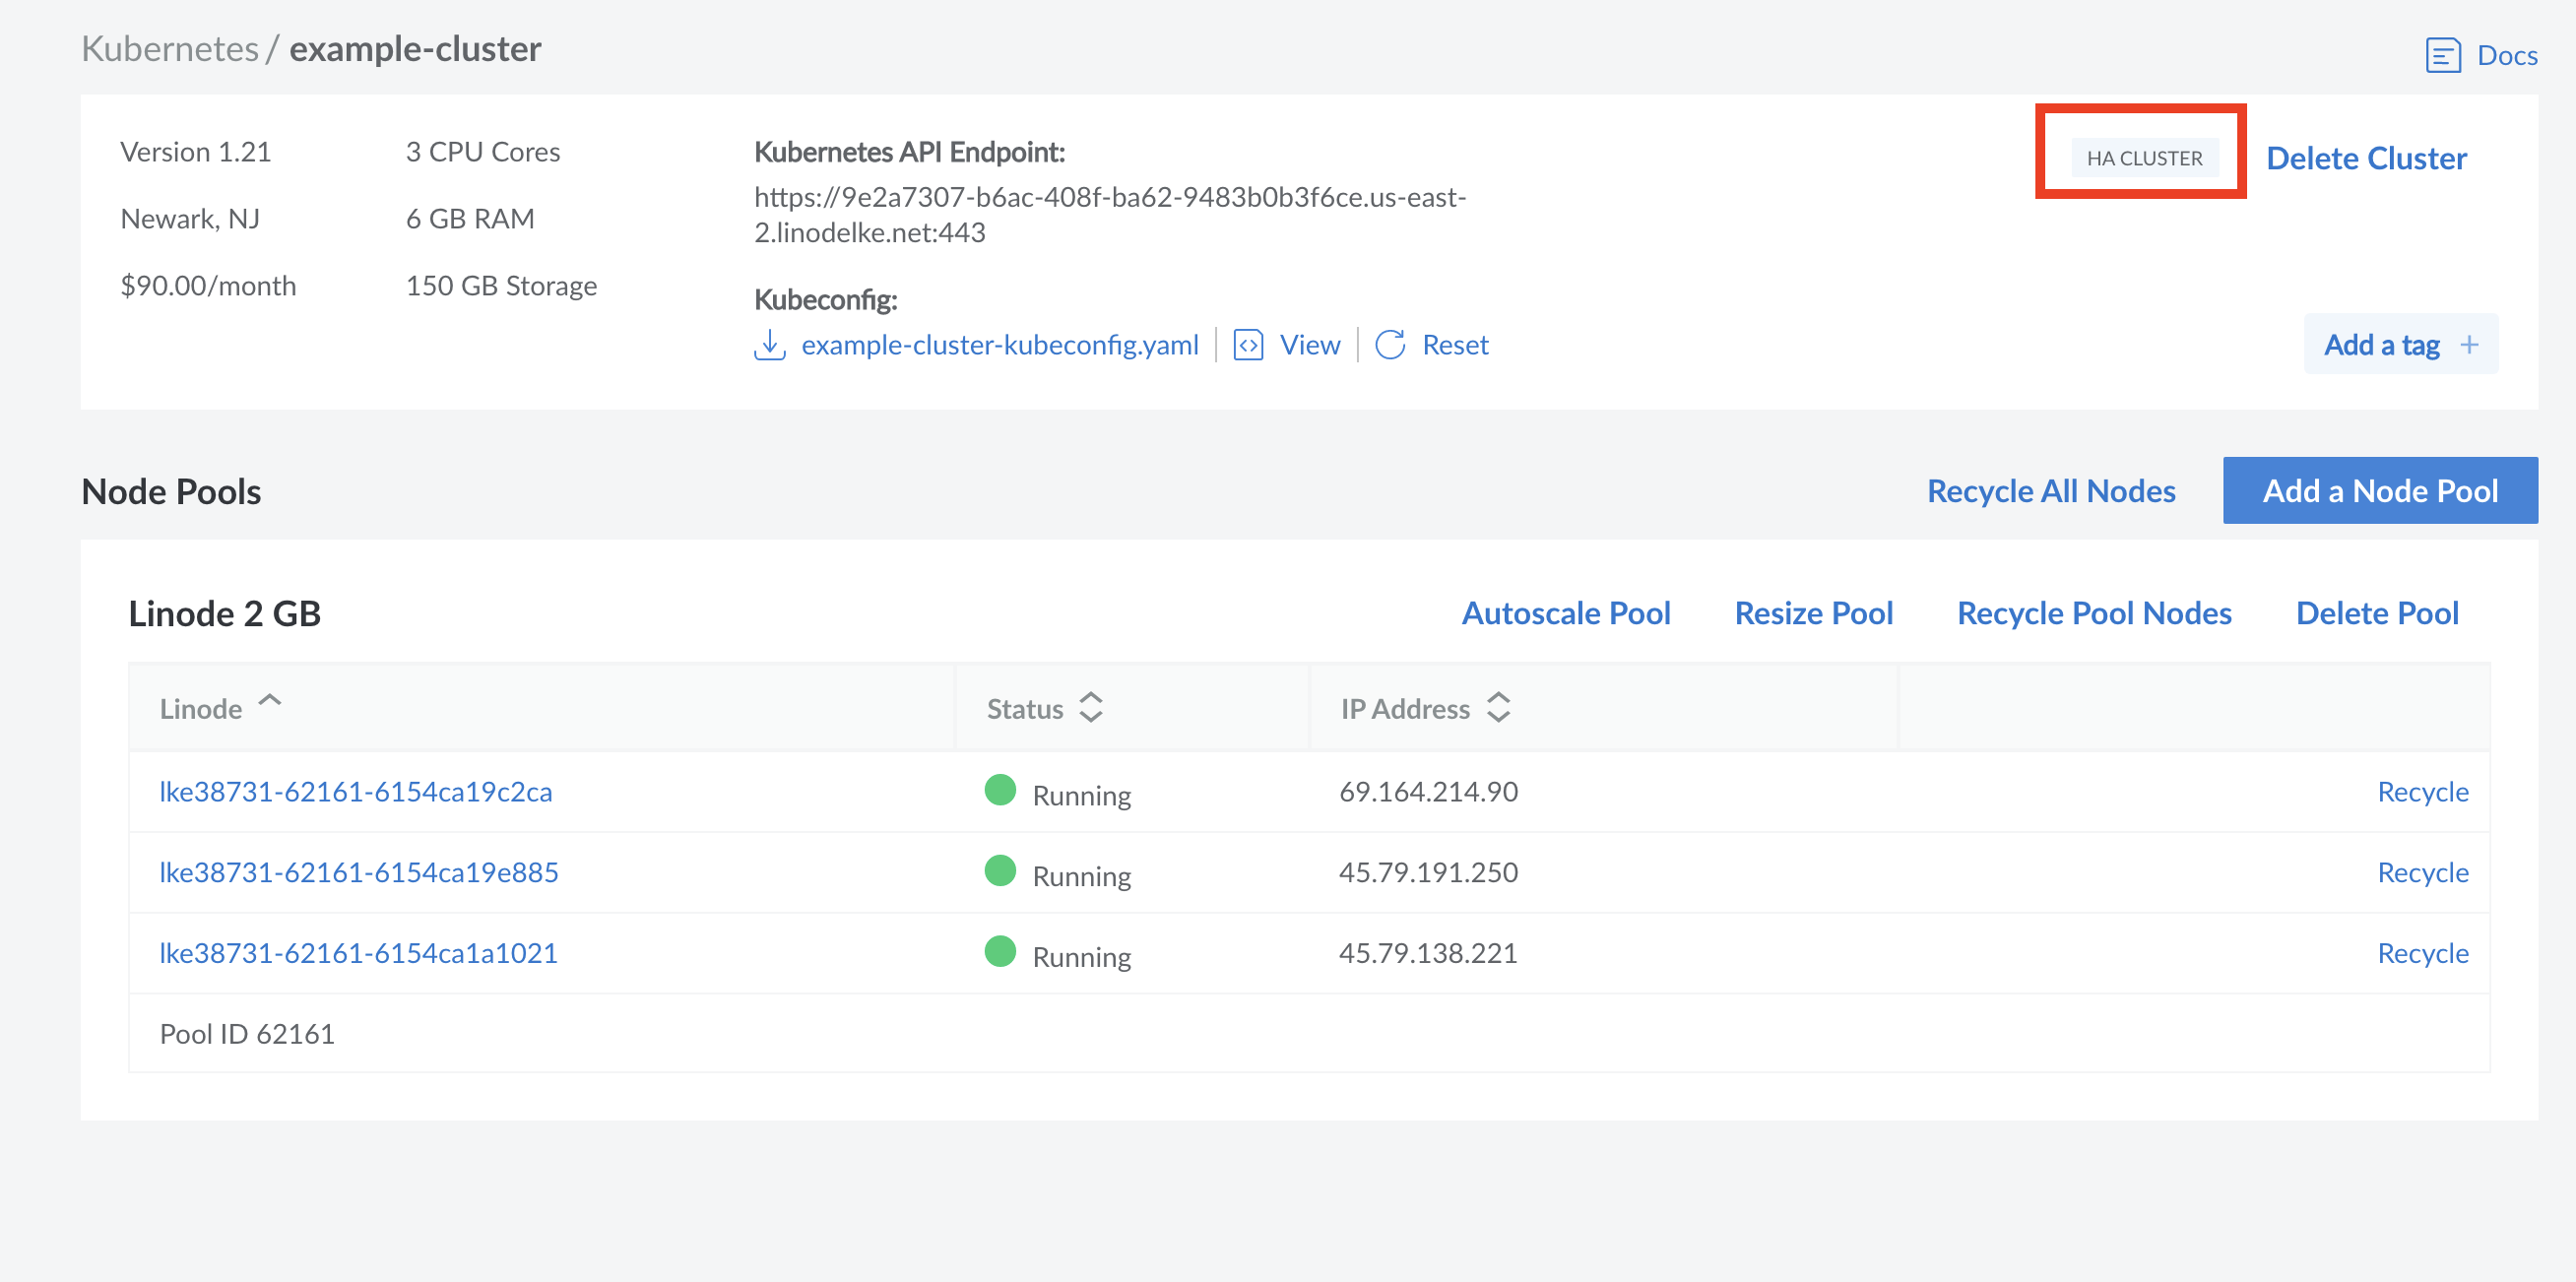 Kubernetes / example-cluster
Docs
Version 1.21
3 CPU Cores
Newark, NJ
6 GB RAM
$90.00/month
150 GB Storage
Kubernetes API Endpoint:
https://9e2a7307-b6ac-408f-ba62-9483b0b3f6ce.us-east-
2.linodelke.net:443
Kubeconfig:
example-cluster-kubeconfig.yaml View Reset
HA CLUSTER
Delete Cluster
Add a tag +
Node Pools
Recycle All Nodes
Add a Node Pool
Linode 2 GB
Autoscale Pool Resize Pool Recycle Pool Nodes Delete Pool
Linode Status IP Address
lke38731-62161-6154ca19c2ca Running 69.164.214.90 Recycle
lke38731-62161-6154ca19e885 Running 45.79.191.250 Recycle
lke38731-62161-6154ca1a1021 Running 45.79.138.221 Recycle
Pool ID 62161